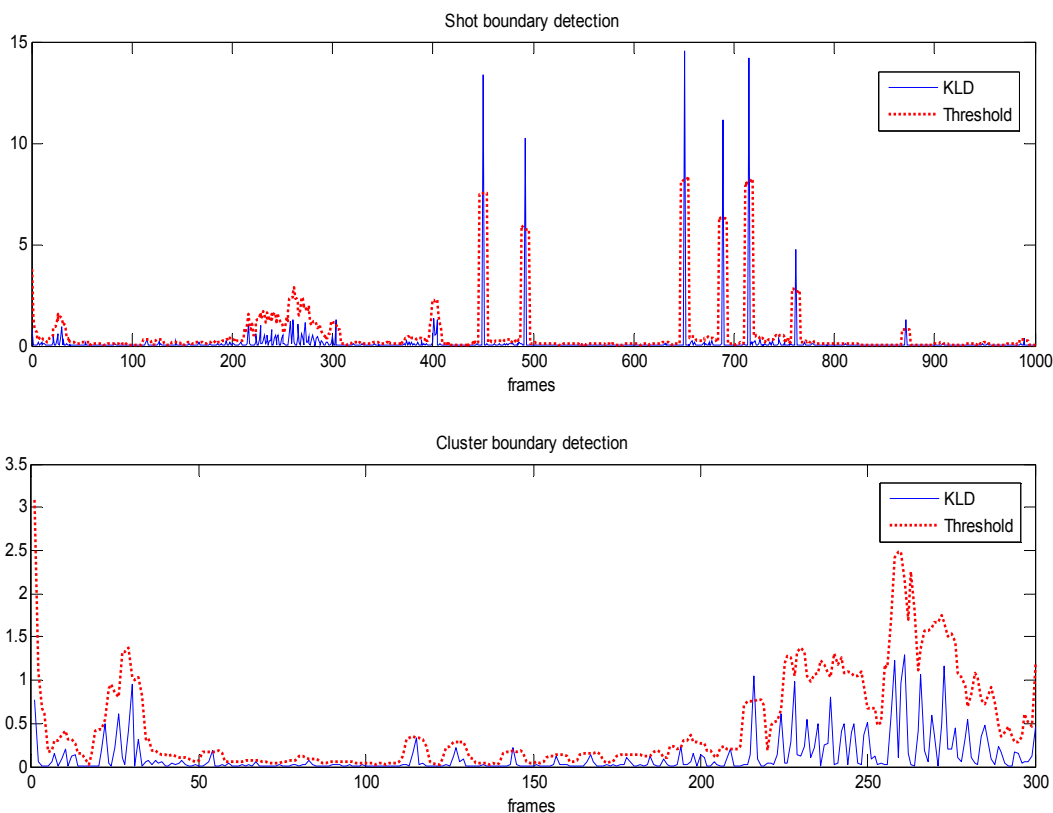 Shot boundary detection
15
10
5
0
KLD
Threshold
0 100 200 300 400 500 600 700 800 900 1000
frames
Cluster boundary detection
3.5
3
2.5
2
1.5
1
0.5
0
KLD
Threshold
0 50 100 150 200 250 300
frames